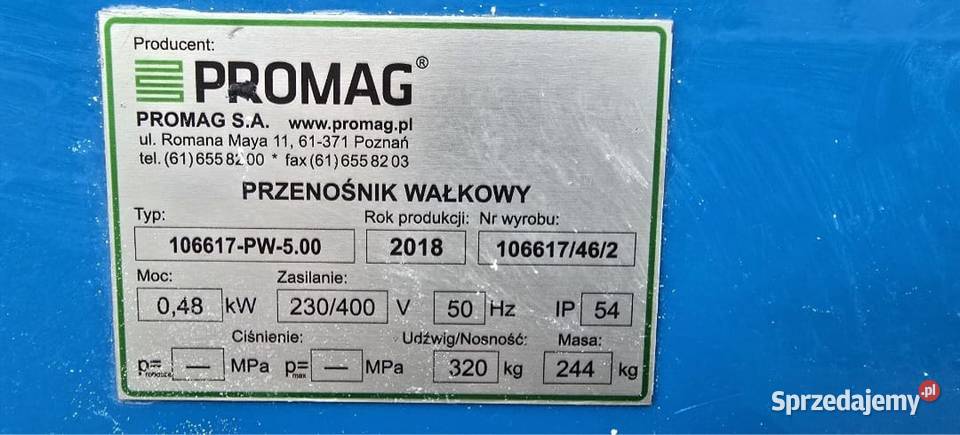 Producent:
PROMAG®
PROMAG S.A. www.promag.pl
ul. Romana Maya 11, 61-371 Poznań
tel. (61) 655 82 00 * fax (61) 655 82 03
PRZENOŚNIK WAŁKOWY
Typ: Rok produkcji: Nr wyrobu:
106617-PW-5.00 2018 106617/46/2
Moc: Zasilanie:
0,48 kW 230/400 V 50 Hz IP 54
Ciśnienie: Udźwig/Nosność: Masa:
p= — MPa p= max — MPa 320 kg 244 kg
Sprzedajemy.pl